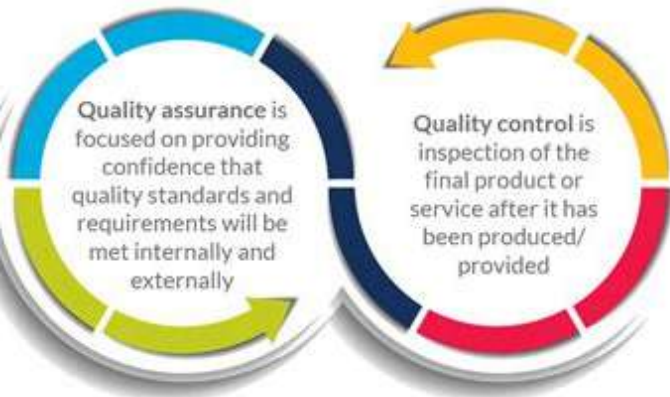 Quality assurance is
focused on providing
confidence that
quality standards and
requirements will be
met internally and
externally
Quality control is
inspection of the
final product or
service after it has
been produced/
provided